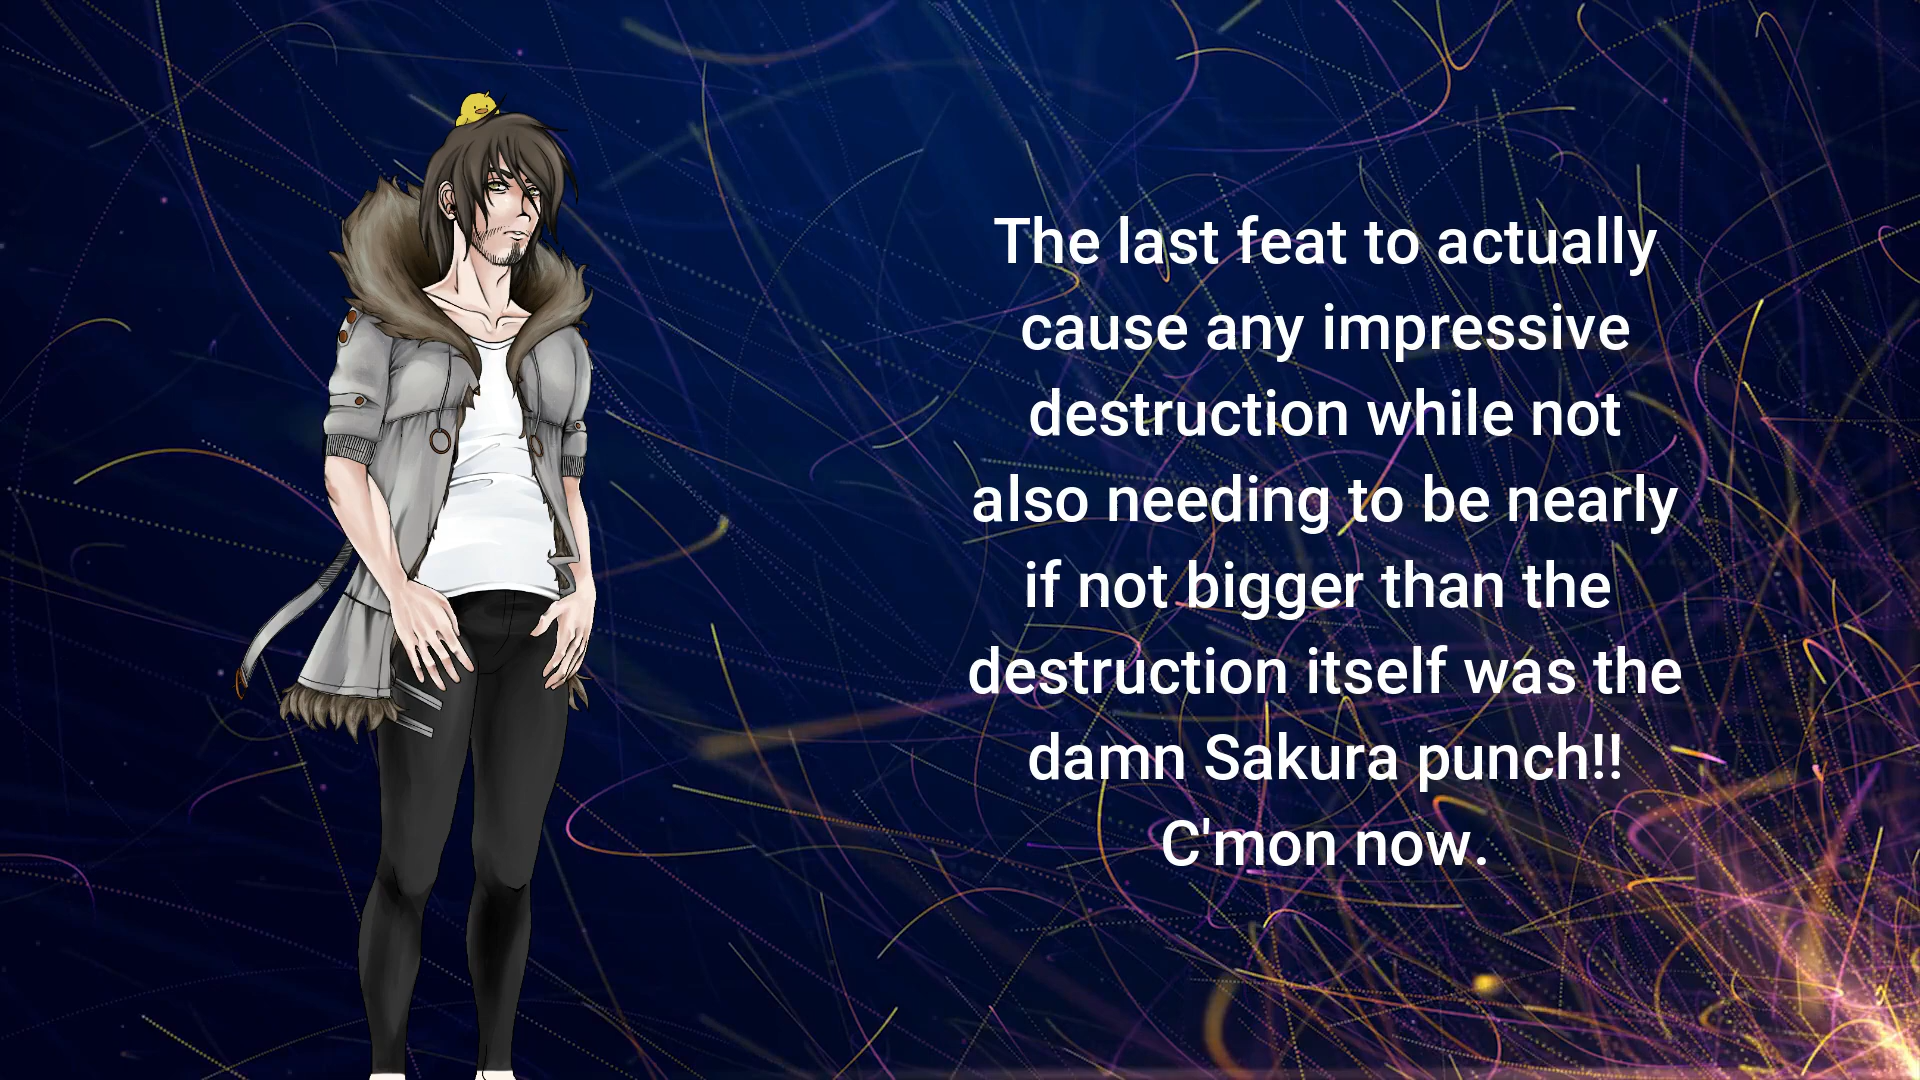 The last feat to actually
cause any impressive
destruction while not
also needing to be nearly
if not bigger than the
destruction itself was the
damn Sakura punch!!
C'mon now.